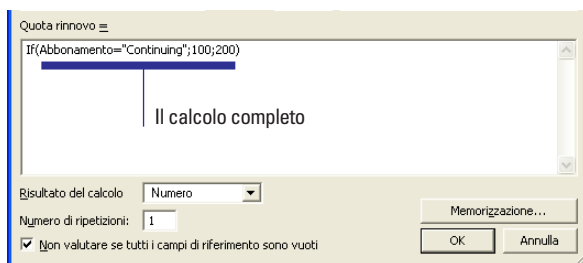 Quota rinnovo =
If(Abbonamento="Continuing";100;200)
Il calcolo completo
Risultato del calcolo Numero
Numero di ripetizioni: 1
Memorizzazione...
Non valutare se tutti i campi di riferimento sono vuoti
OK Annulla